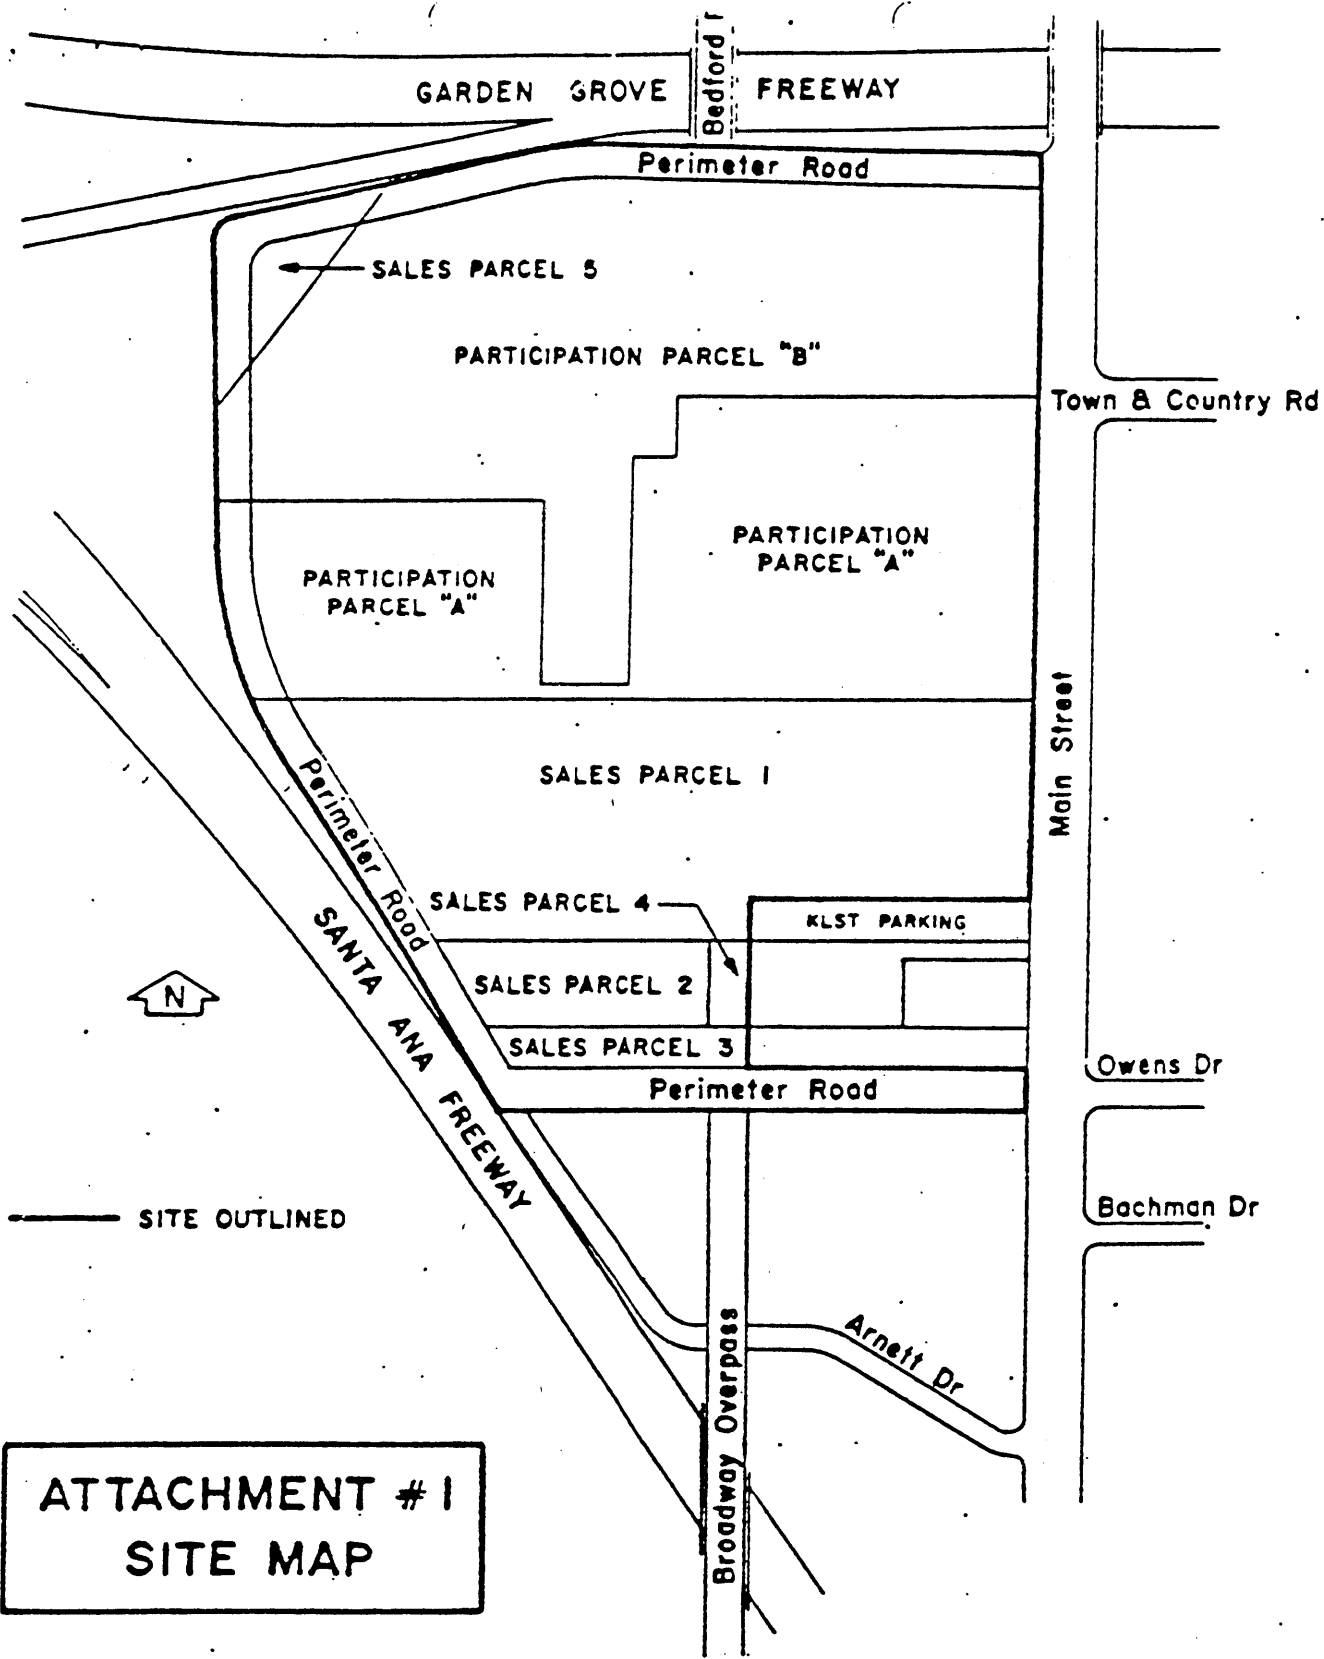 GARDEN GROVE FREEWAY
Bedford
Perimeter Road
SALES PARCEL 5
PARTICIPATION PARCEL "B"
Town & Country Rd
PARTICIPATION
PARCEL "A"
PARTICIPATION
PARCEL "A"
Main Street
SALES PARCEL 1
Perimeter Road
SALES PARCEL 4
KLST PARKING
SANTA ANA FREEWAY
N
SALES PARCEL 2
SALES PARCEL 3
Owens Dr
Perimeter Road
Bachman Dr
SITE OUTLINED
Arnett Dr
Broadway Overpass
ATTACHMENT #1
SITE MAP